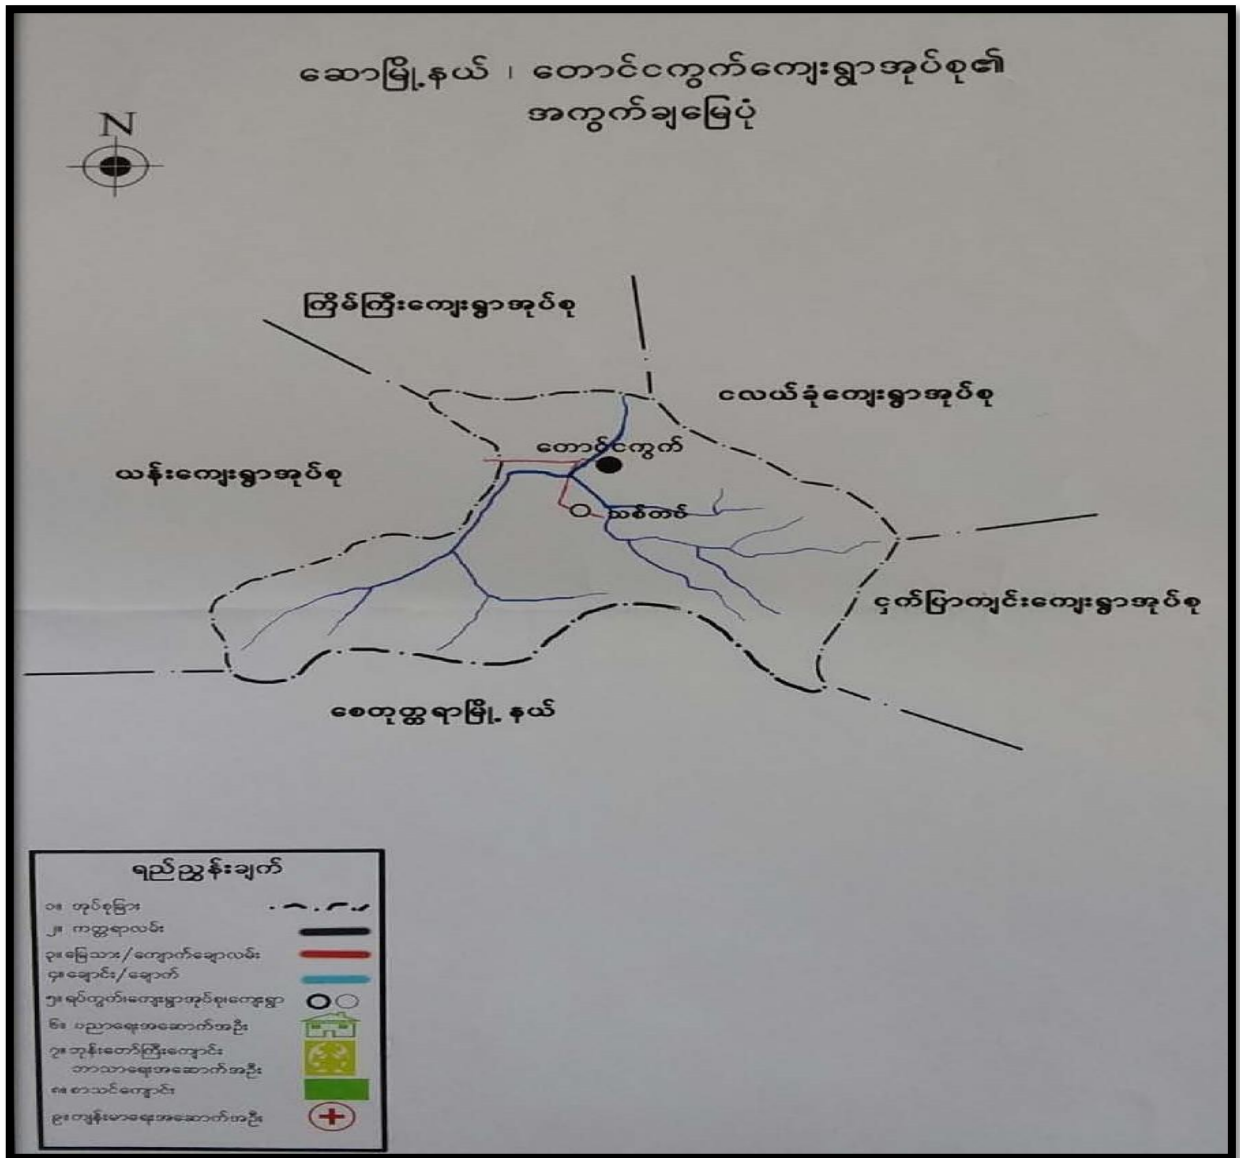 ဆောမြို့နယ် ၊ တောင်ငကွက်ကျေးရွာအုပ်စု၏
အကွက်ချမြေပုံ
N
ကြိမ်ကြီးကျေးရွာအုပ်စု
ငလယ်ခုံကျေးရွာအုပ်စု
တောင်ငကွက်
ယန်းကျေးရွာအုပ်စု
သစ်တစ်
ငှက်ပြာကျင်းကျေးရွာအုပ်စု
စေတုတ္တရာမြို့နယ်
ရည်ညွှန်းချက်
၁။ အုပ်စုခြား
၂။ ကတ္တရာလမ်း
၃။ မြေသား/ကျောက်ချောလမ်း
၄။ ချောင်း/ချောက်
၅။ ရပ်ကွက်၊ကျေးရွာအုပ်စု၊ကျေးရွာ
၆။ ပညာရေးအဆောက်အဦး
၇။ ဘုန်းတော်ကြီးကျောင်း
ဘာသာရေးအဆောက်အဦး
၈။ စာသင်ကျောင်း
၉။ ကျန်းမာရေးအဆောက်အဦး